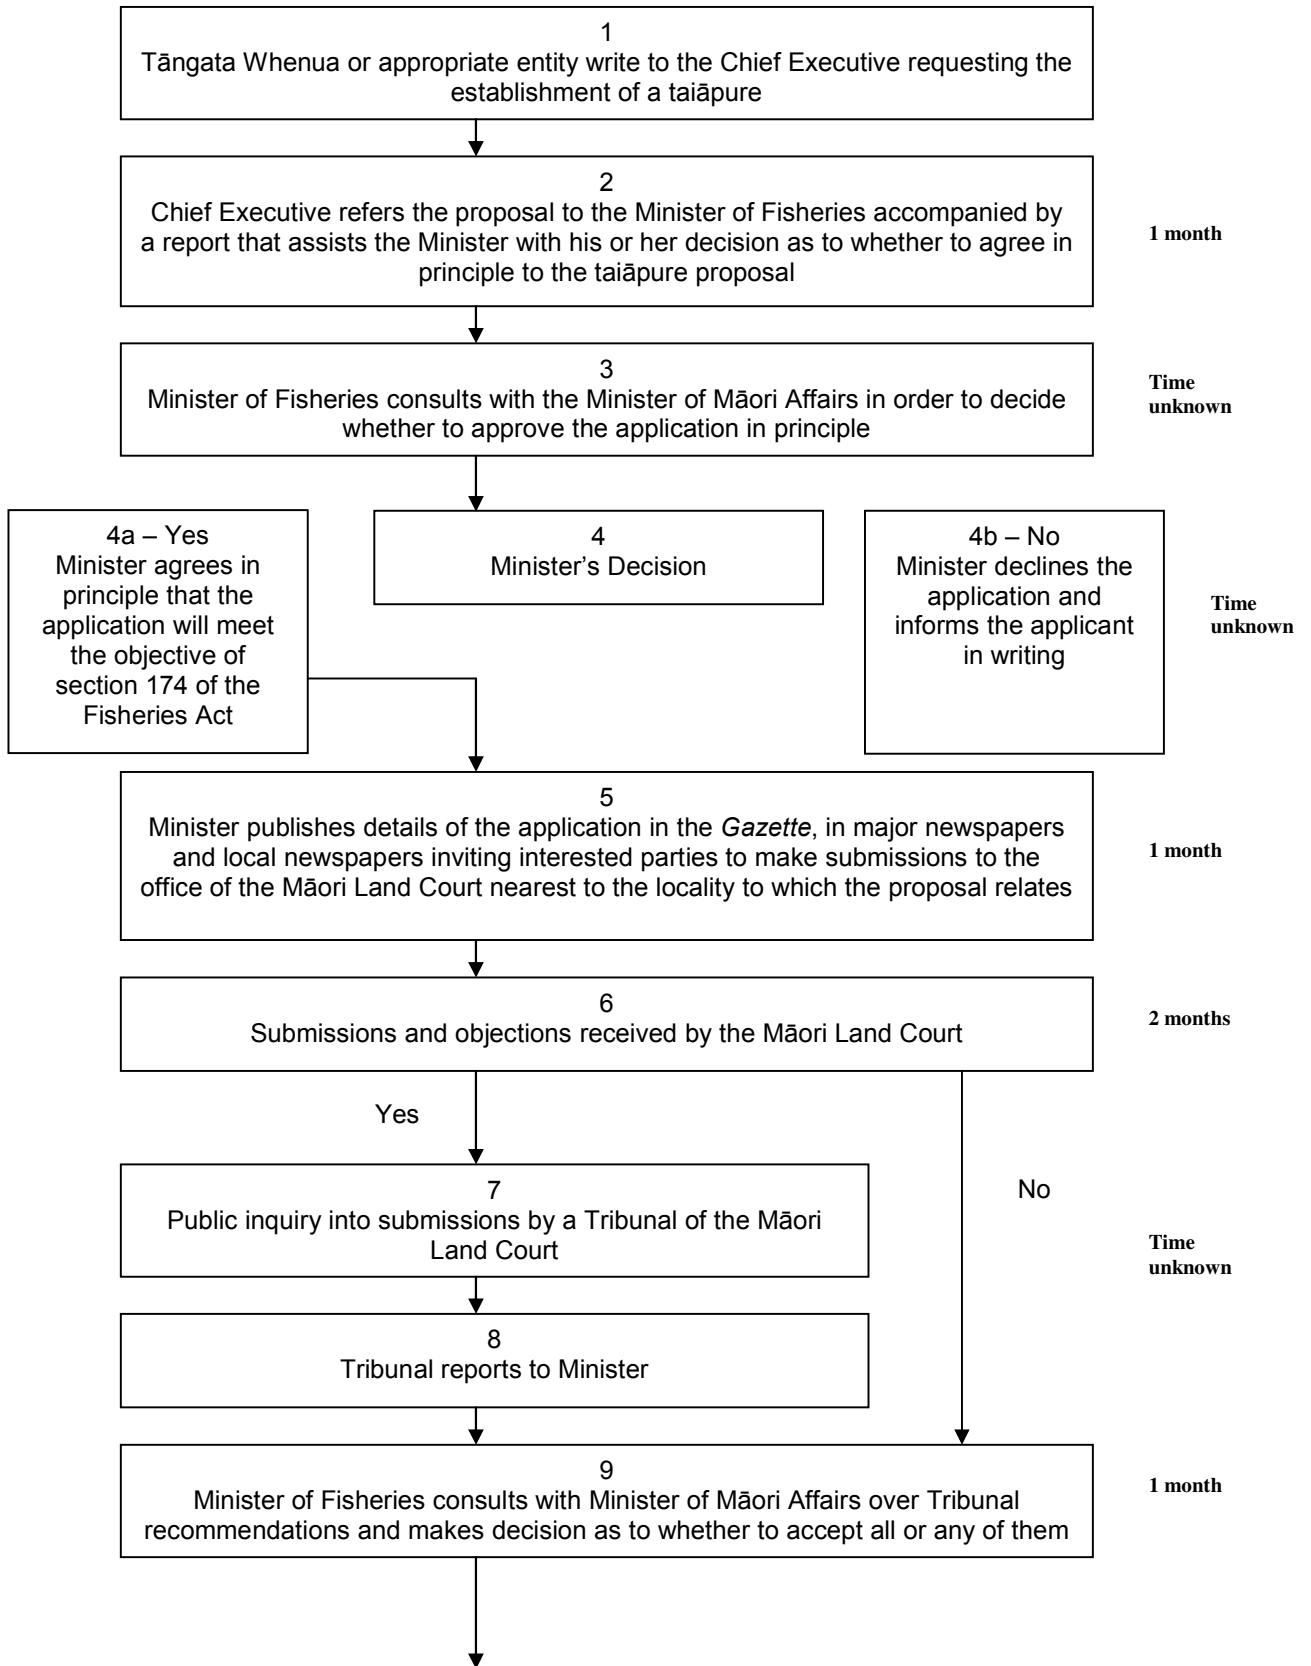 1
Tāngata Whenua or appropriate entity write to the Chief Executive requesting the
establishment of a taiāpure
2
Chief Executive refers the proposal to the Minister of Fisheries accompanied by
a report that assists the Minister with his or her decision as to whether to agree in
principle to the taiāpure proposal
1 month
3
Minister of Fisheries consults with the Minister of Māori Affairs in order to decide
whether to approve the application in principle
Time
unknown
4a – Yes
Minister agrees in
principle that the
application will meet
the objective of
section 174 of the
Fisheries Act
4
Minister’s Decision
4b – No
Minister declines the
application and
informs the applicant
in writing
Time
unknown
5
Minister publishes details of the application in the Gazette, in major newspapers
and local newspapers inviting interested parties to make submissions to the
office of the Māori Land Court nearest to the locality to which the proposal relates
1 month
6
Submissions and objections received by the Māori Land Court
2 months
Yes
No
7
Public inquiry into submissions by a Tribunal of the Māori
Land Court
Time
unknown
8
Tribunal reports to Minister
9
Minister of Fisheries consults with Minister of Māori Affairs over Tribunal
recommendations and makes decision as to whether to accept all or any of them
1 month